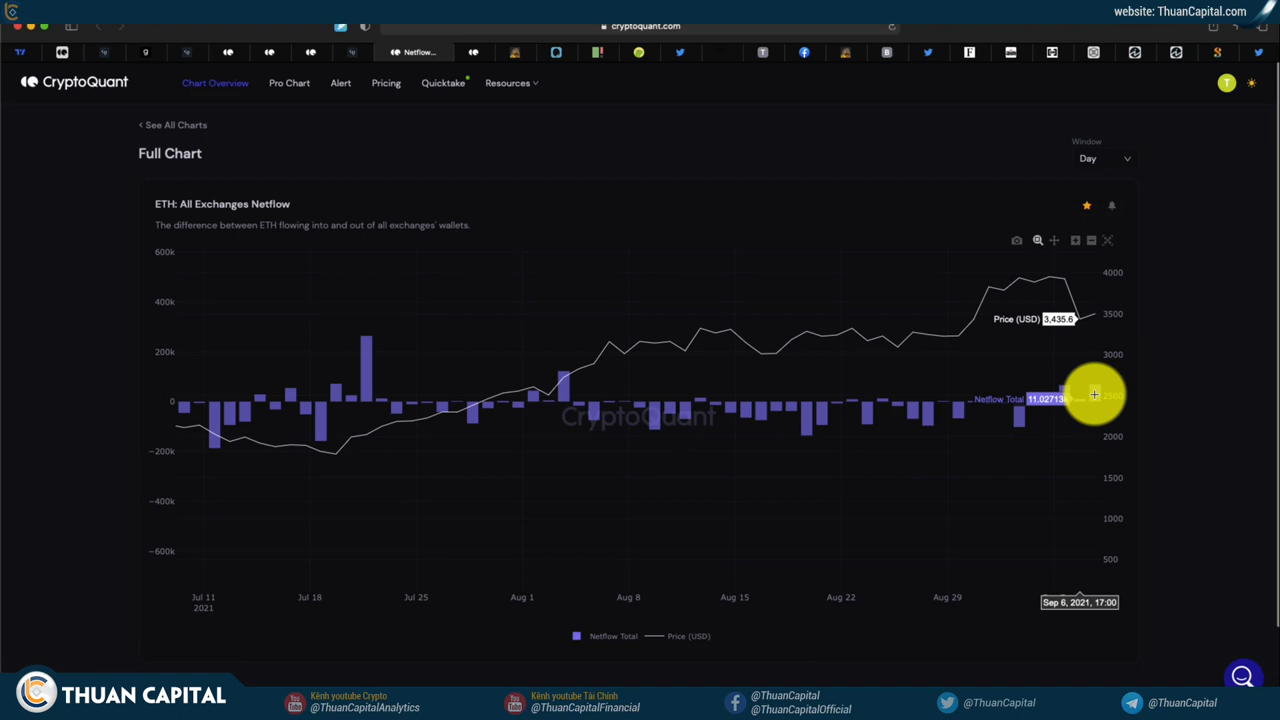 website: ThuanCapital.com
cryptoquant.com
Netflow...
CryptoQuant
Chart Overview
Pro Chart
Alert
Pricing
Quicktake
Resources
T
< See All Charts
Full Chart
Window
Day
ETH: All Exchanges Netflow
The difference between ETH flowing into and out of all exchanges' wallets.
600k
400k
200k
0
−200k
−400k
−600k
4000
3500
3000
2500
2000
1500
1000
500
Price (USD) 3,435.6
Netflow Total 11.02713k
CryptoQuant
Jul 11
2021
Jul 18
Jul 25
Aug 1
Aug 8
Aug 15
Aug 22
Aug 29
Sep 6, 2021, 17:00
Netflow Total
Price (USD)
THUAN CAPITAL
Kênh youtube Crypto
@ThuanCapitalAnalytics
Kênh youtube Tài Chính
@ThuanCapitalFinancial
@ThuanCapital
@ThuanCapitalOfficial
@ThuanCapital
@ThuanCapital